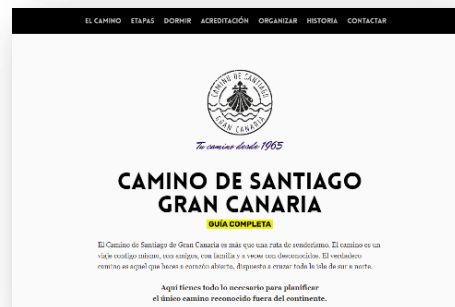 EL CAMINO ETAPAS DORMIR ACREDITACIÓN ORGANIZAR HISTORIA CONTACTAR
CAMINO DE SANTIAGO
GRAN CANARIA
Tu camino desde 1965
CAMINO DE SANTIAGO
GRAN CANARIA
GUÍA COMPLETA
El Camino de Santiago de Gran Canaria es más que una ruta de senderismo. El camino es un
viaje contigo mismo, con amigos, con familia y a veces con desconocidos. El verdadero
camino es aquel que haces a corazón abierto, dispuesto a cruzar toda la isla de sur a norte.
Aquí tienes todo lo necesario para planificar
el único camino reconocido fuera del continente.